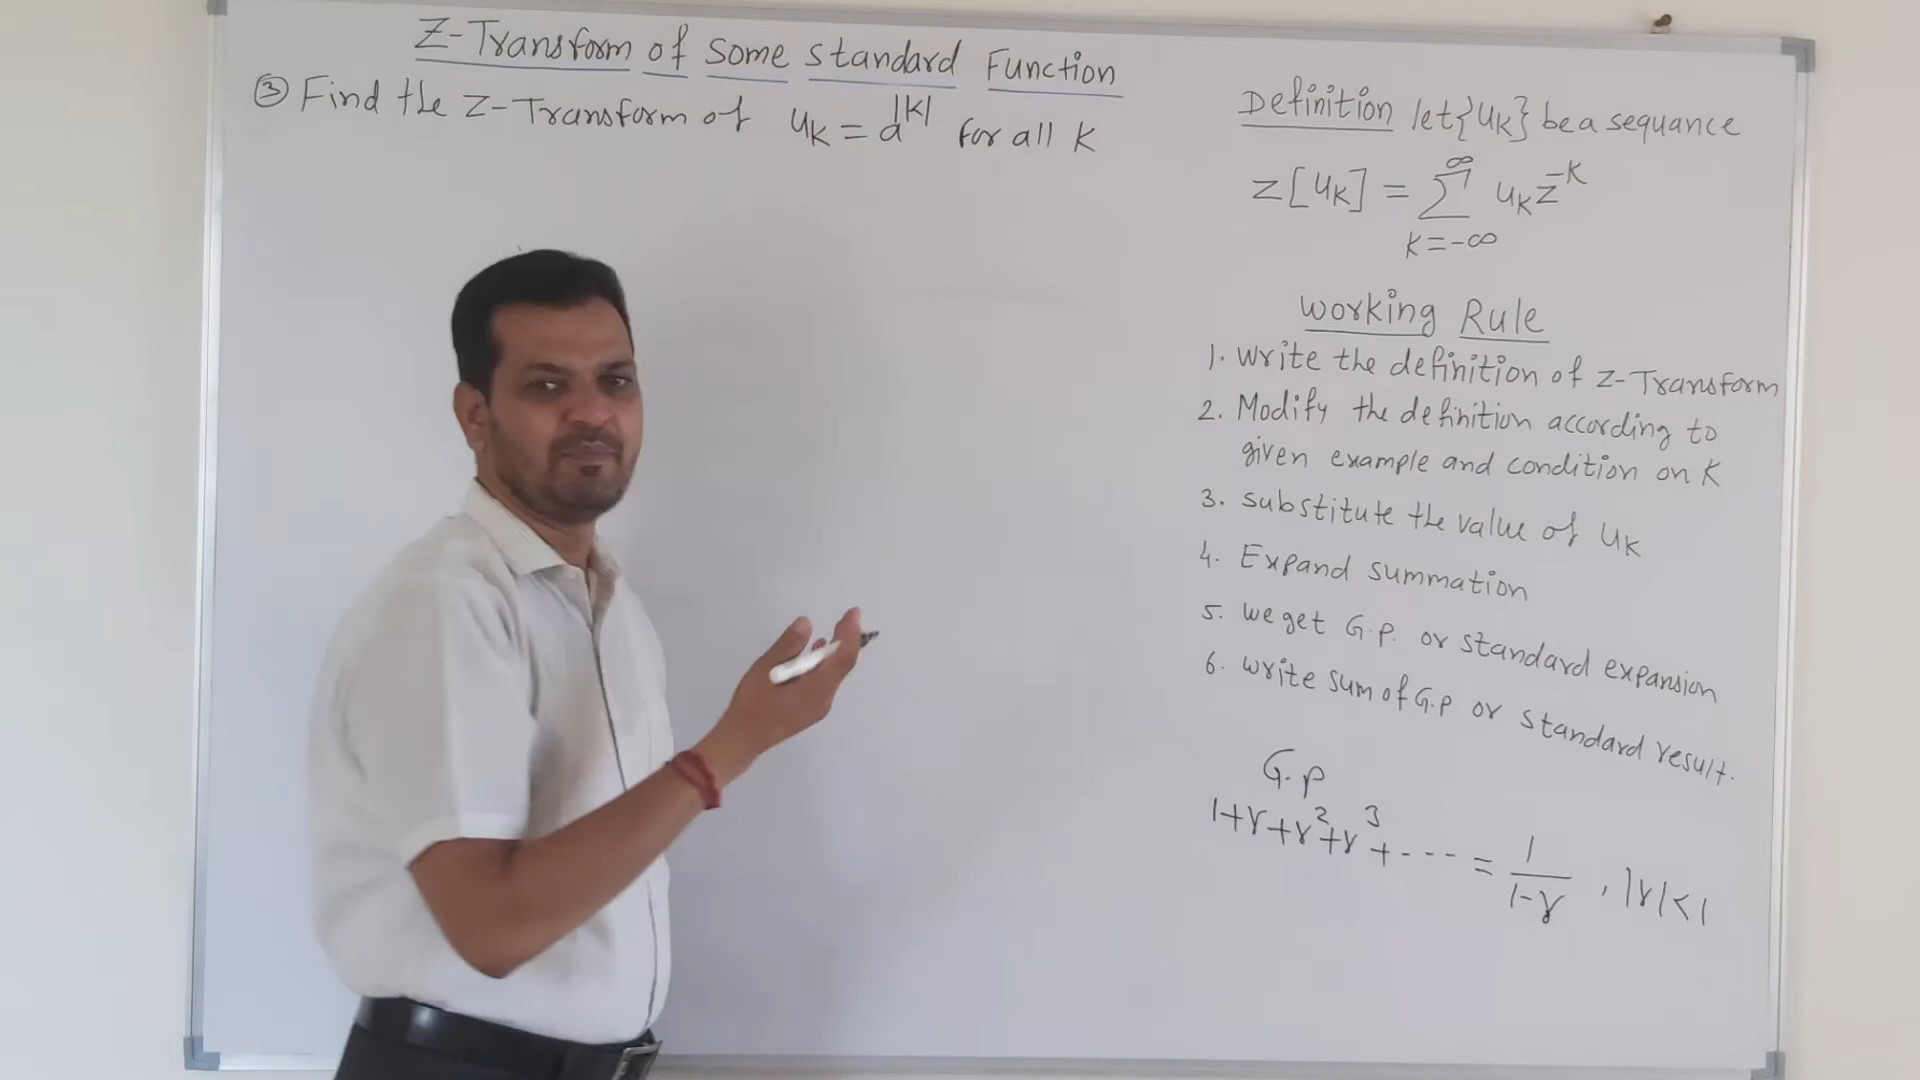 Z-Transform of Some Standard Function
③ Find the Z-Transform of u_K = a^|K| for all K
Definition let {u_K} be a sequance
Z[u_K] = ∑_{K=-∞}^{∞} u_K z^{-K}
Working Rule
1. Write the definition of Z-Transform
2. Modify the definition according to
given example and condition on K
3. substitute the value of u_K
4. Expand summation
5. We get G.P. or standard expansion
6. write sum of G.P or standard result.
G.P
1+r+r²+r³+---- = 1/(1-r) , |r|<1